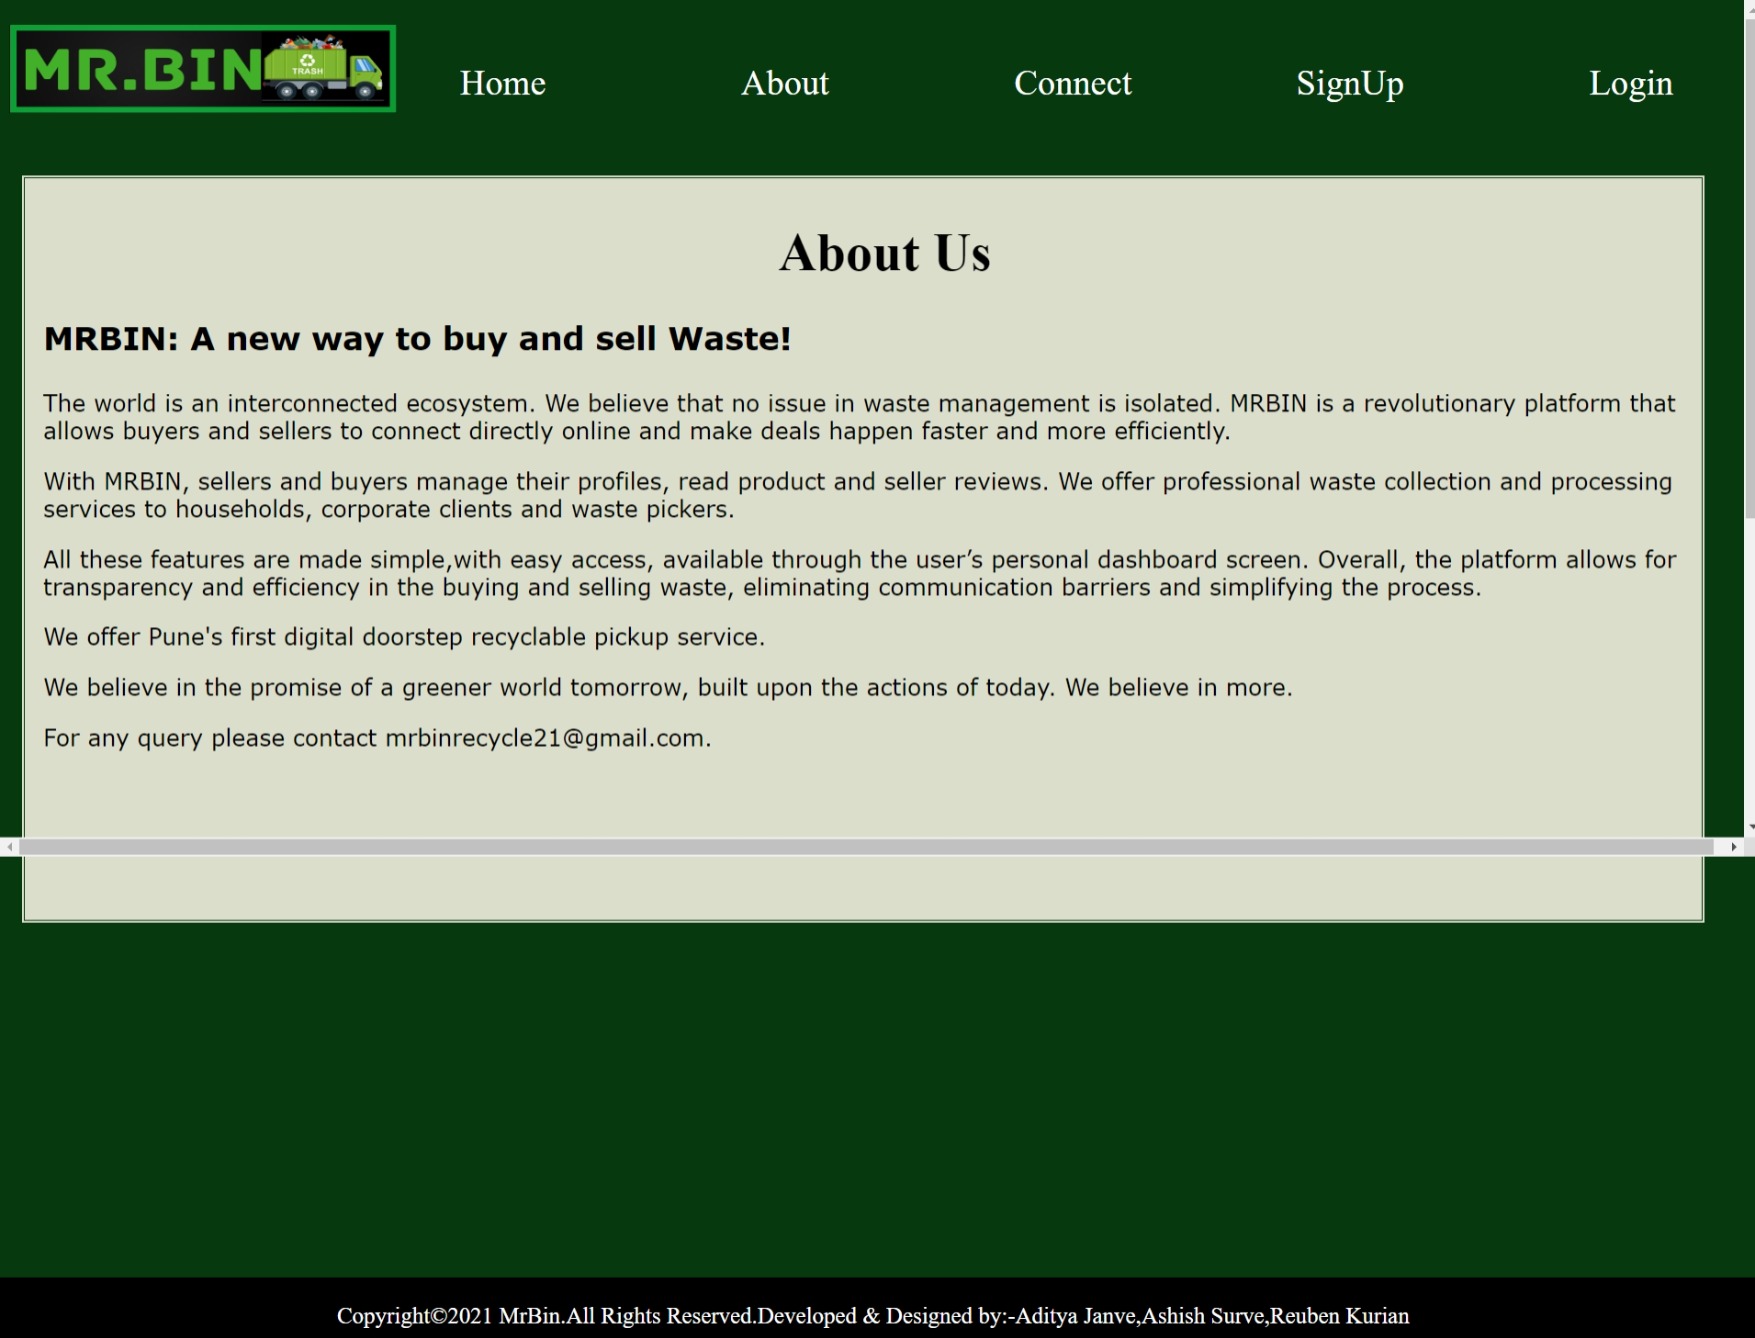 MR.BIN
TRASH
Home
About
Connect
SignUp
Login
About Us
MRBIN: A new way to buy and sell Waste!
The world is an interconnected ecosystem. We believe that no issue in waste management is isolated. MRBIN is a revolutionary platform that
allows buyers and sellers to connect directly online and make deals happen faster and more efficiently.
With MRBIN, sellers and buyers manage their profiles, read product and seller reviews. We offer professional waste collection and processing
services to households, corporate clients and waste pickers.
All these features are made simple,with easy access, available through the user’s personal dashboard screen. Overall, the platform allows for
transparency and efficiency in the buying and selling waste, eliminating communication barriers and simplifying the process.
We offer Pune's first digital doorstep recyclable pickup service.
We believe in the promise of a greener world tomorrow, built upon the actions of today. We believe in more.
For any query please contact mrbinrecycle21@gmail.com.
Copyright©2021 MrBin.All Rights Reserved.Developed & Designed by:-Aditya Janve,Ashish Surve,Reuben Kurian